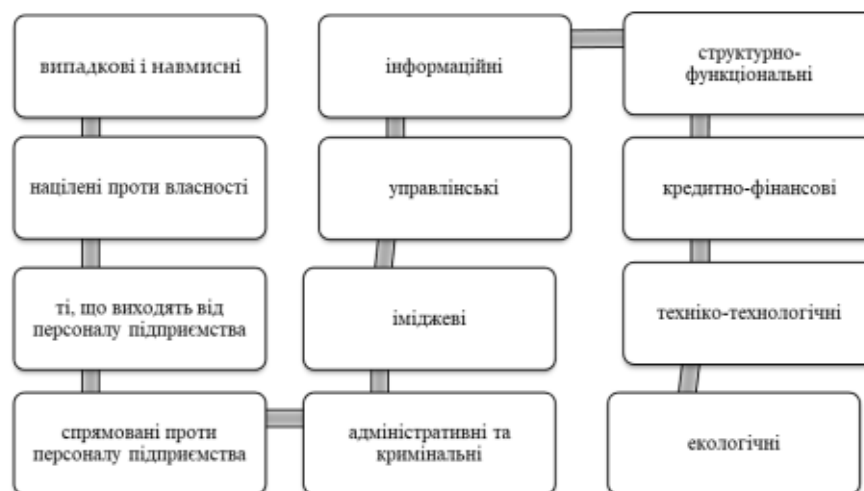 випадкові і навмисні
націлені проти власності
ті, що виходять від
персоналу підприємства
спрямовані проти
персоналу підприємства
адміністративні та
кримінальні
іміджеві
управлінські
інформаційні
структурно-
функціональні
кредитно-фінансові
техніко-технологічні
екологічні